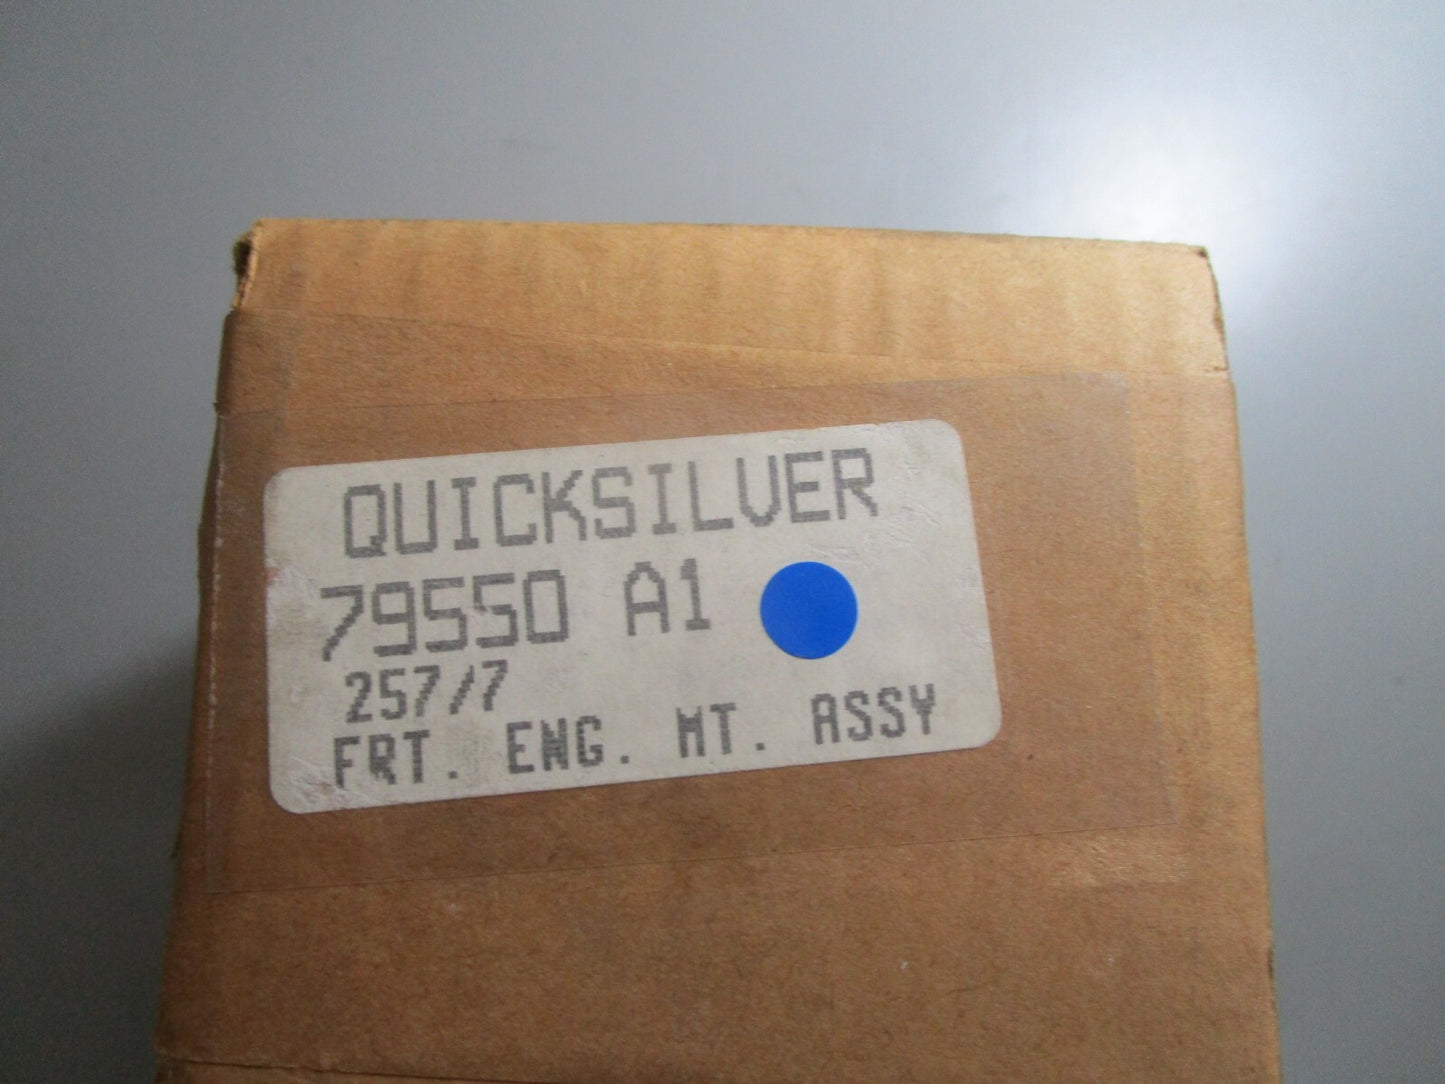 QUICKSILVER
79550 A1
257/7
FRT. ENG. MT. ASSY